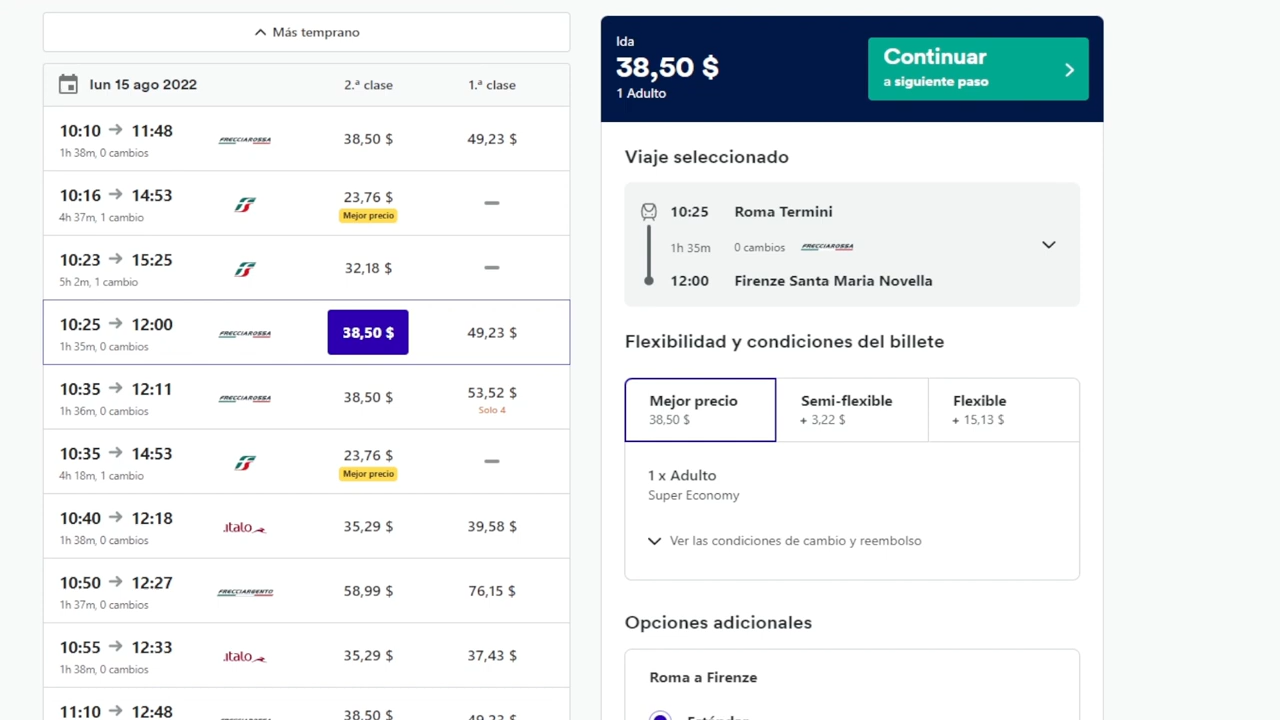 Más temprano
lun 15 ago 2022 2.ª clase 1.ª clase
10:10 → 11:48 FRECCIAROSSA 38,50 $ 49,23 $
1h 38m, 0 cambios
10:16 → 14:53 23,76 $ —
4h 37m, 1 cambio Mejor precio
10:23 → 15:25 32,18 $ —
5h 2m, 1 cambio
10:25 → 12:00 FRECCIAROSSA 38,50 $ 49,23 $
1h 35m, 0 cambios
10:35 → 12:11 FRECCIAROSSA 38,50 $ 53,52 $
1h 36m, 0 cambios Solo 4
10:35 → 14:53 23,76 $ —
4h 18m, 1 cambio Mejor precio
10:40 → 12:18 .italo 35,29 $ 39,58 $
1h 38m, 0 cambios
10:50 → 12:27 FRECCIARGENTO 58,99 $ 76,15 $
1h 37m, 0 cambios
10:55 → 12:33 .italo 35,29 $ 37,43 $
1h 38m, 0 cambios
11:10 → 12:48 38,50 $ 49,23 $
Ida
38,50 $
1 Adulto
Continuar
a siguiente paso
Viaje seleccionado
10:25 Roma Termini
1h 35m 0 cambios FRECCIAROSSA
12:00 Firenze Santa Maria Novella
Flexibilidad y condiciones del billete
Mejor precio Semi-flexible Flexible
38,50 $ + 3,22 $ + 15,13 $
1 x Adulto
Super Economy
Ver las condiciones de cambio y reembolso
Opciones adicionales
Roma a Firenze
Estándar